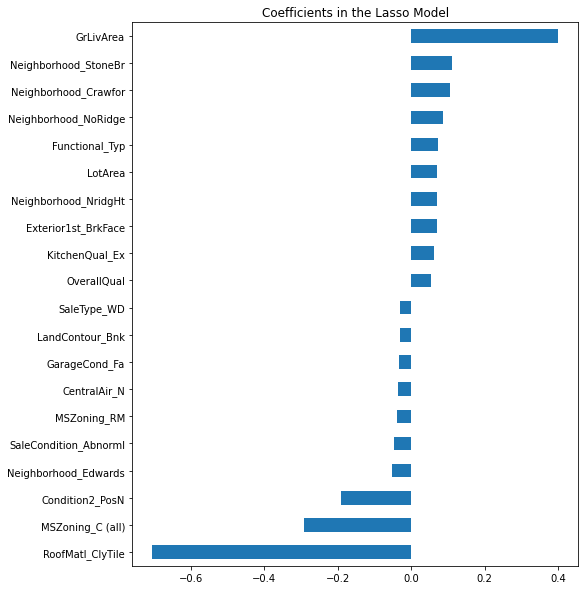 Coefficients in the Lasso Model
GrLivArea
Neighborhood_StoneBr
Neighborhood_Crawfor
Neighborhood_NoRidge
Functional_Typ
LotArea
Neighborhood_NridgHt
Exterior1st_BrkFace
KitchenQual_Ex
OverallQual
SaleType_WD
LandContour_Bnk
GarageCond_Fa
CentralAir_N
MSZoning_RM
SaleCondition_Abnorml
Neighborhood_Edwards
Condition2_PosN
MSZoning_C (all)
RoofMatl_ClyTile
−0.6 −0.4 −0.2 0.0 0.2 0.4